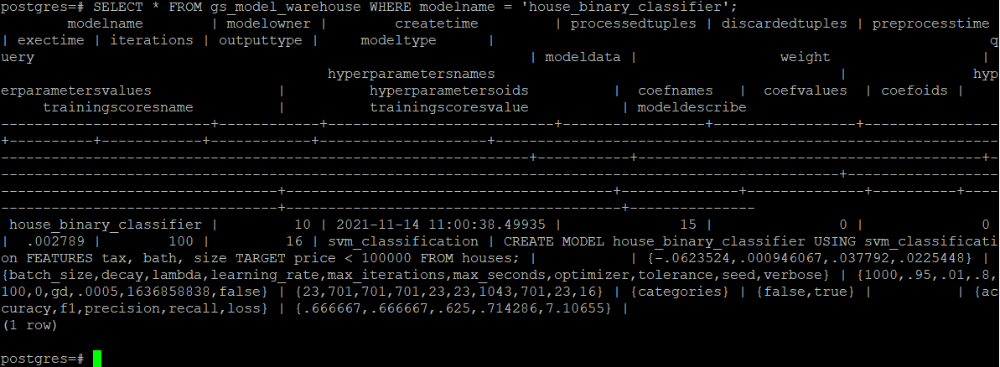 postgres=# SELECT * FROM gs_model_warehouse WHERE modelname = 'house_binary_classifier';
        modelname         | modelowner |         createtime         | processedtuples | discardedtuples | preprocesstime
| exectime | iterations | outputtype |     modeltype      |                                                           q
uery                                                           | modeldata |                  weight                  |
                                       hyperparametersnames                                         |               hyp
erparametersvalues               |          hyperparametersoids          |  coefnames   |  coefvalues  | coefoids |
     trainingscoresname          |          trainingscoresvalue           | modeldescribe
-------------------------+------------+----------------------------+-----------------+-----------------+----------------
+----------+------------+------------+--------------------+-------------------------------------------------------------
---------------------------------------------------------------+-----------+------------------------------------------+-
----------------------------------------------------------------------------------------------------+------------------
---------------------------------+---------------------------------------+--------------+--------------+----------+----
---------------------------------+----------------------------------------+---------------
 house_binary_classifier |         10 | 2021-11-14 11:00:38.49935 |              15 |               0 |              0
|  .002789 |        100 |         16 | svm_classification | CREATE MODEL house_binary_classifier USING svm_classificati
on FEATURES tax, bath, size TARGET price < 100000 FROM houses; |           | {-.0623524,.000946067,.037792,.0225448} |
{batch_size,decay,lambda,learning_rate,max_iterations,max_seconds,optimizer,tolerance,seed,verbose} | {1000,.95,.01,.8,
100,0,gd,.0005,1636858838,false} | {23,701,701,701,23,23,1043,701,23,16} | {categories} | {false,true} |          | {ac
curacy,f1,precision,recall,loss} | {.666667,.666667,.625,.714286,7.10655} |
(1 row)
postgres=#